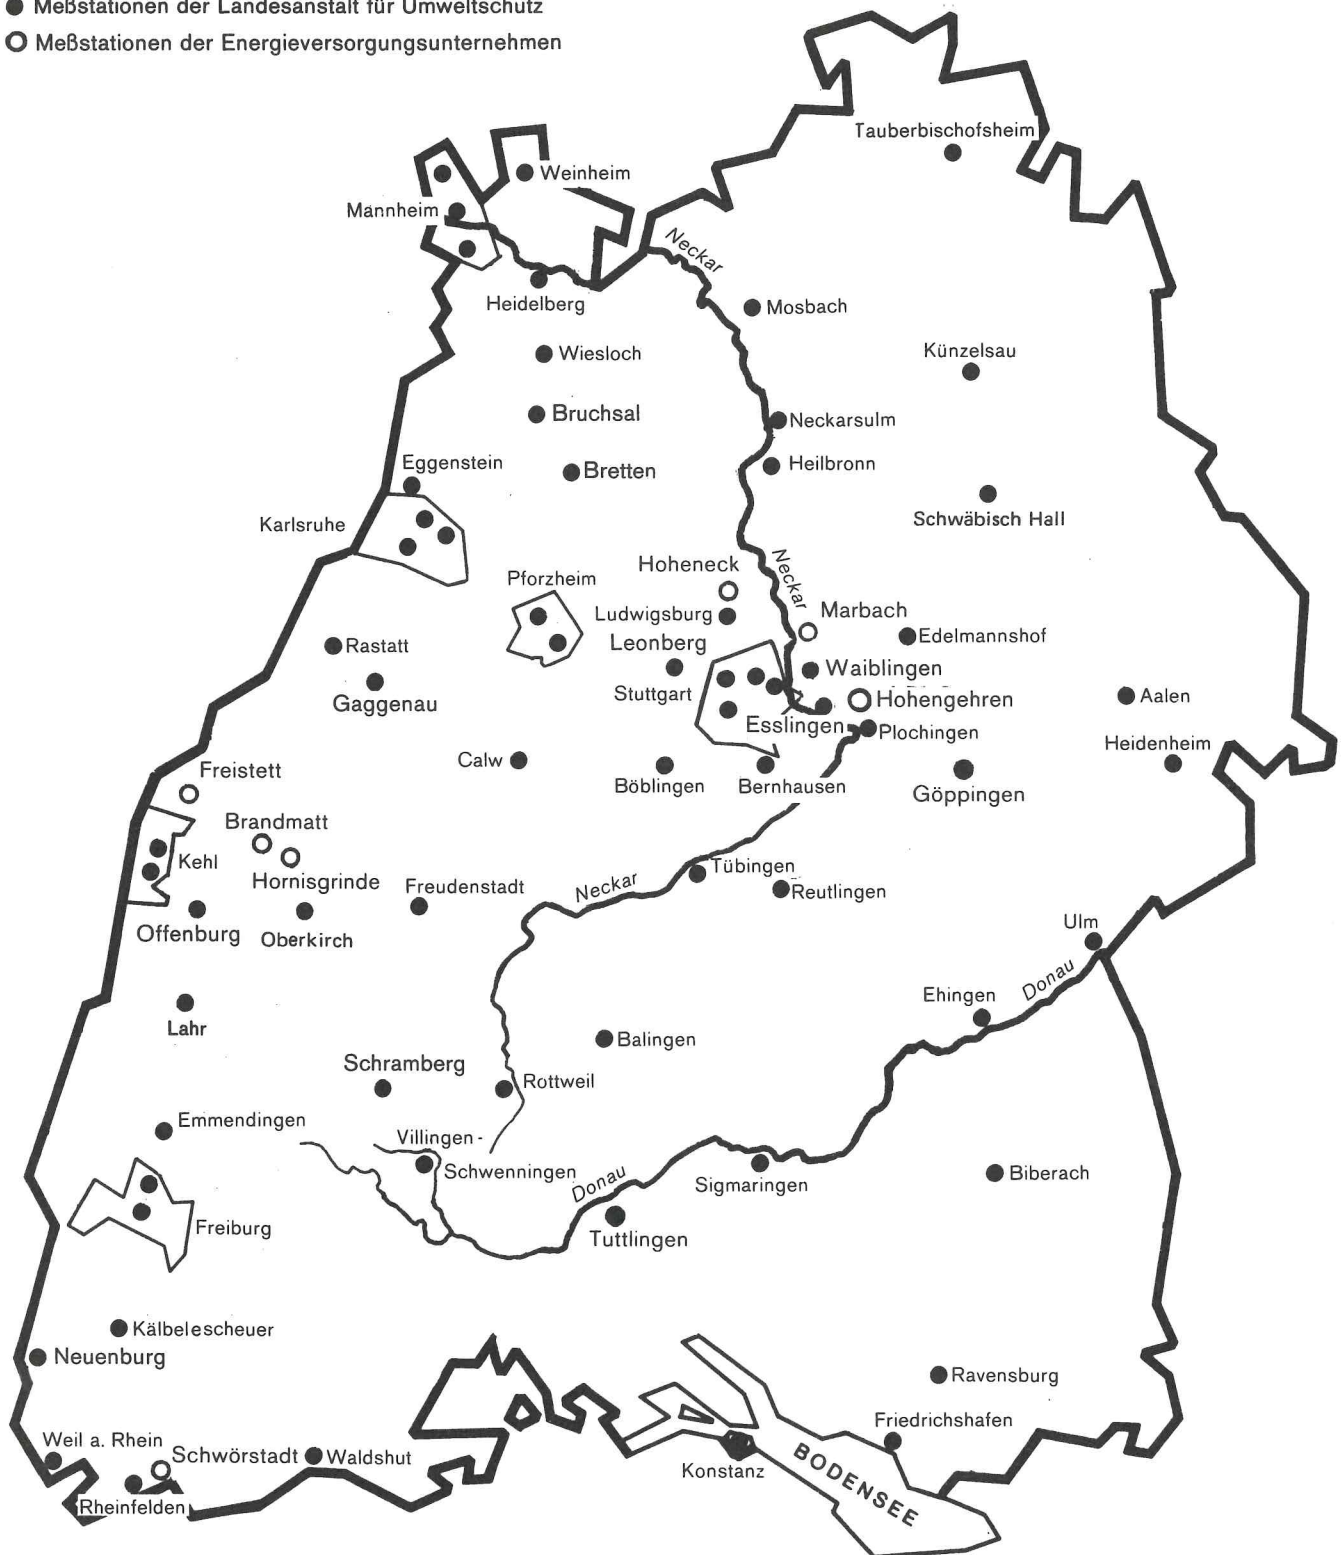 Meßstationen der Landesanstalt für Umweltschutz
Meßstationen der Energieversorgungsunternehmen
Tauberbischofsheim
Weinheim
Mannheim
Neckar
Heidelberg
Mosbach
Wiesloch
Künzelsau
Bruchsal
Neckarsulm
Eggenstein
Bretten
Heilbronn
Karlsruhe
Schwäbisch Hall
Hoheneck
Neckar
Pforzheim
Ludwigsburg
Marbach
Leonberg
Edelmannshof
Rastatt
Waiblingen
Stuttgart
Gaggenau
Hohengehren
Aalen
Esslingen
Plochingen
Heidenheim
Calw
Freistett
Böblingen
Bernhausen
Göppingen
Brandmatt
Kehl
Tübingen
Hornisgrinde
Freudenstadt
Neckar
Reutlingen
Offenburg
Oberkirch
Ulm
Donau
Ehingen
Lahr
Balingen
Schramberg
Rottweil
Emmendingen
Villingen-
Schwenningen
Donau
Sigmaringen
Biberach
Freiburg
Tuttlingen
Kälbelescheuer
Neuenburg
Ravensburg
Friedrichshafen
Weil a. Rhein
Schwörstadt
Waldshut
Konstanz
BODENSEE
Rheinfelden